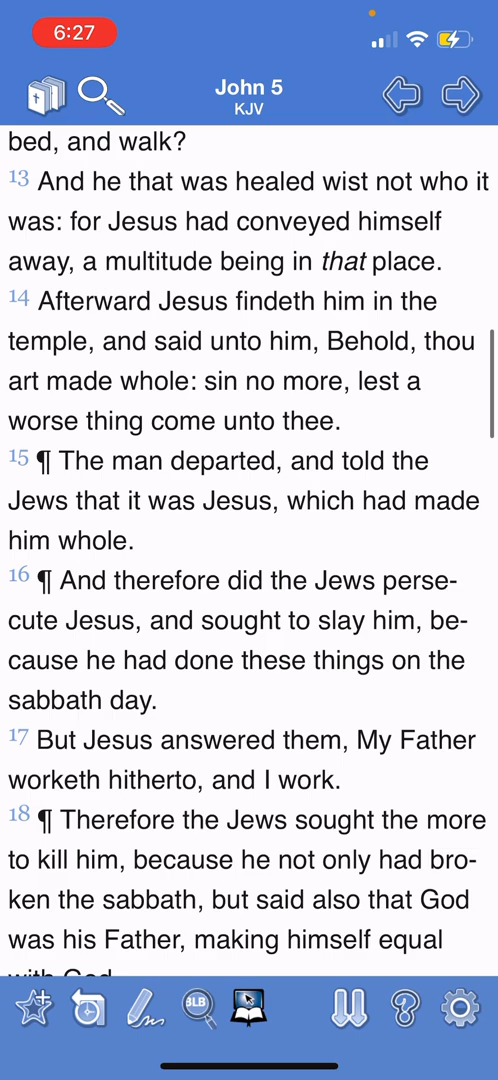 6:27
John 5
KJV
bed, and walk?
13 And he that was healed wist not who it
was: for Jesus had conveyed himself
away, a multitude being in that place.
14 Afterward Jesus findeth him in the
temple, and said unto him, Behold, thou
art made whole: sin no more, lest a
worse thing come unto thee.
15 ¶ The man departed, and told the
Jews that it was Jesus, which had made
him whole.
16 ¶ And therefore did the Jews perse-
cute Jesus, and sought to slay him, be-
cause he had done these things on the
sabbath day.
17 But Jesus answered them, My Father
worketh hitherto, and I work.
18 ¶ Therefore the Jews sought the more
to kill him, because he not only had bro-
ken the sabbath, but said also that God
was his Father, making himself equal
with God
BLB